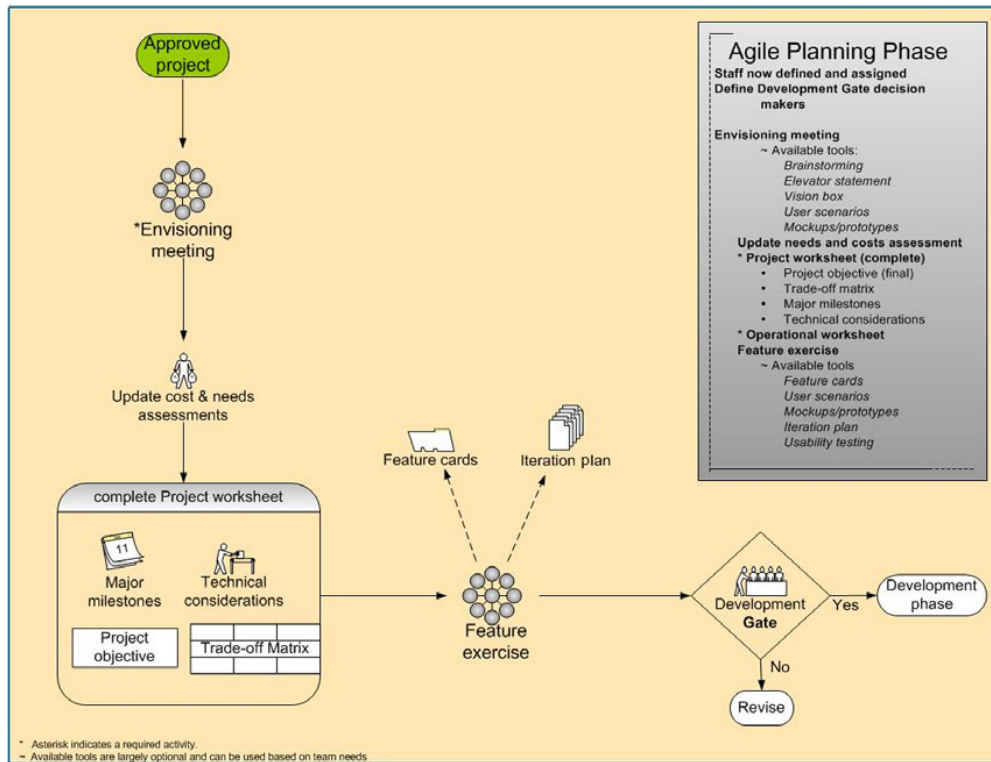 Approved
project
*Envisioning
meeting
Update cost & needs
assessments
complete Project worksheet
11
Major
milestones
Technical
considerations
Project
objective
Trade-off Matrix
Feature cards
Iteration plan
Feature
exercise
Development
Gate
Yes
Development
phase
No
Revise
Agile Planning Phase
Staff now defined and assigned
Define Development Gate decision
makers
Envisioning meeting
~ Available tools:
Brainstorming
Elevator statement
Vision box
User scenarios
Mockups/prototypes
Update needs and costs assessment
* Project worksheet (complete)
• Project objective (final)
• Trade-off matrix
• Major milestones
• Technical considerations
* Operational worksheet
Feature exercise
~ Available tools
Feature cards
User scenarios
Mockups/prototypes
Iteration plan
Usability testing
* Asterisk indicates a required activity.
~ Available tools are largely optional and can be used based on team needs